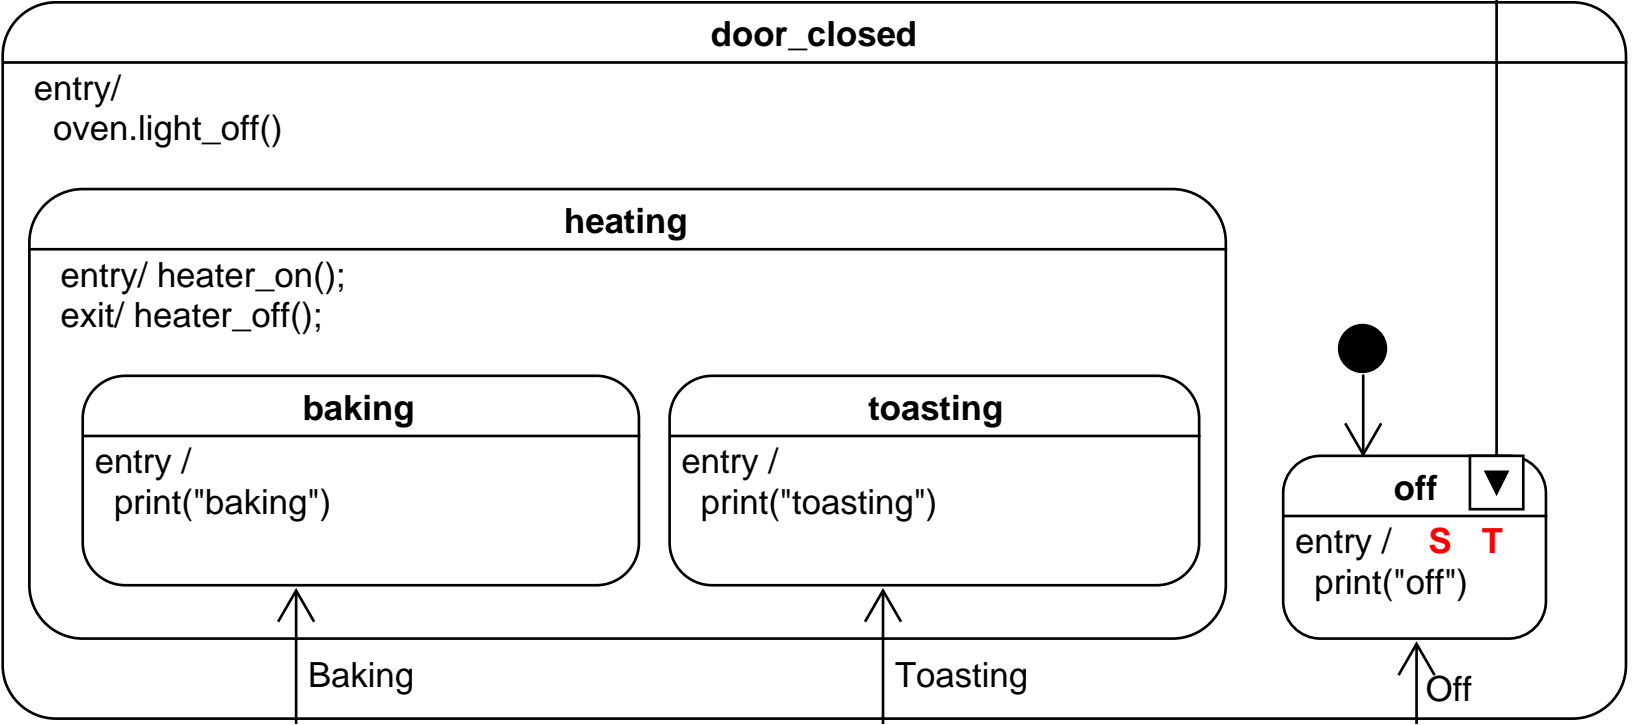 door_closed
entry/
oven.light_off()
heating
entry/ heater_on();
exit/ heater_off();
baking
entry /
print("baking")
toasting
entry /
print("toasting")
off
entry / S T
print("off")
Baking
Toasting
Off